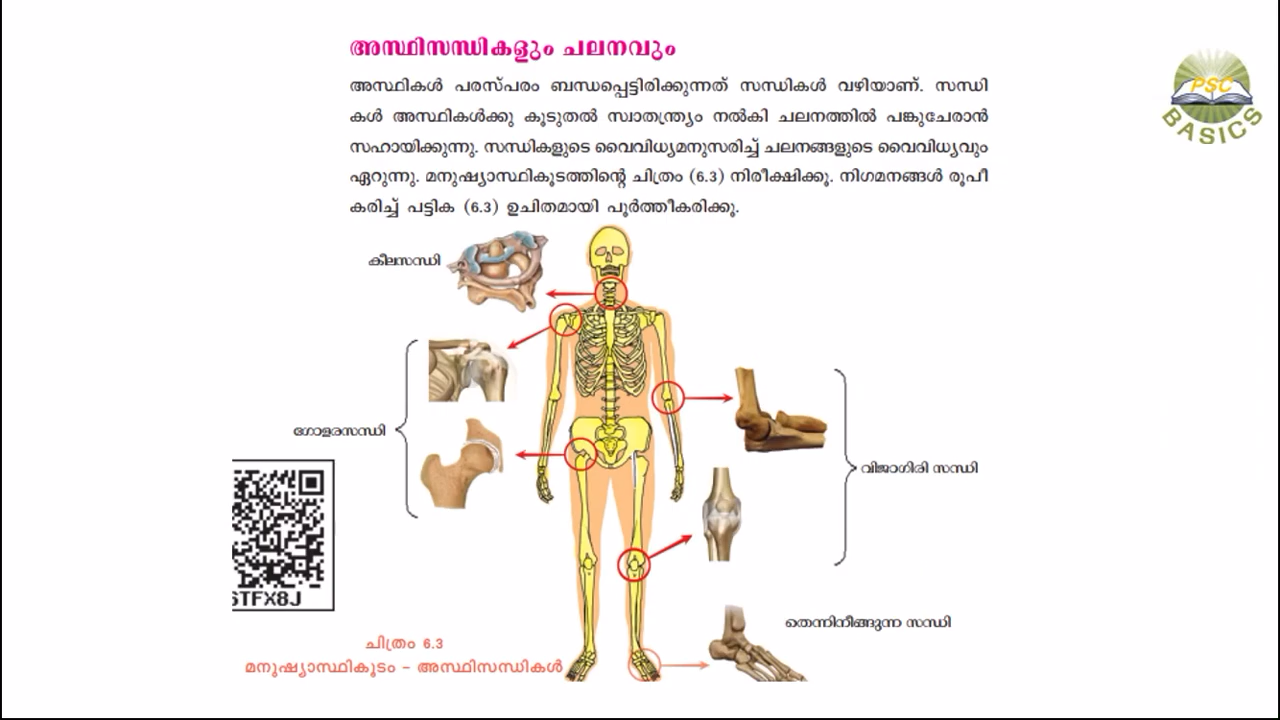 അസ്ഥിസന്ധികളും ചലനവും
അസ്ഥികൾ പരസ്പരം ബന്ധപ്പെട്ടിരിക്കുന്നത് സന്ധികൾ വഴിയാണ്. സന്ധി
കൾ അസ്ഥികൾക്കു കൂടുതൽ സ്വാതന്ത്ര്യം നൽകി ചലനത്തിൽ പങ്കുചേരാൻ
സഹായിക്കുന്നു. സന്ധികളുടെ വൈവിധ്യമനുസരിച്ച് ചലനങ്ങളുടെ വൈവിധ്യവും
ഏറുന്നു. മനുഷ്യാസ്ഥികൂടത്തിന്റെ ചിത്രം (6.3) നിരീക്ഷിക്കൂ. നിഗമനങ്ങൾ രൂപീ
കരിച്ച് പട്ടിക (6.3) ഉചിതമായി പൂർത്തീകരിക്കൂ.
PSC
BASICS
കീലസന്ധി
ഗോളരസന്ധി
വിജാഗിരി സന്ധി
തെന്നിനീങ്ങുന്ന സന്ധി
6TFX8J
ചിത്രം 6.3
മനുഷ്യാസ്ഥികൂടം - അസ്ഥിസന്ധികൾ